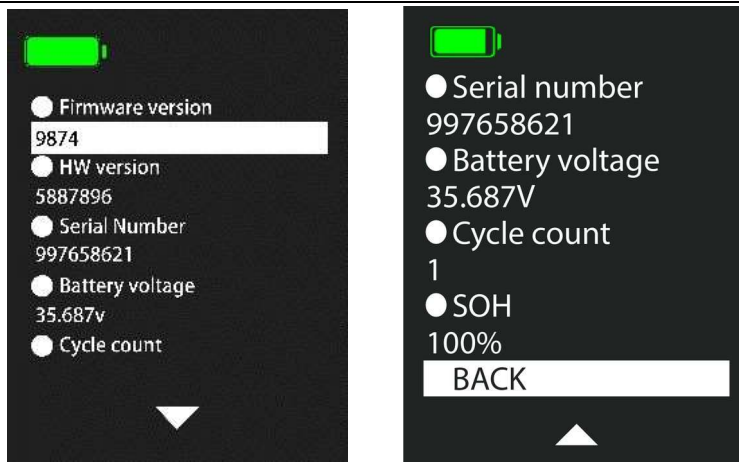 Firmware version
9874
HW version
5887896
Serial Number
997658621
Battery voltage
35.687v
Cycle count
Serial number
997658621
Battery voltage
35.687V
Cycle count
1
SOH
100%
BACK